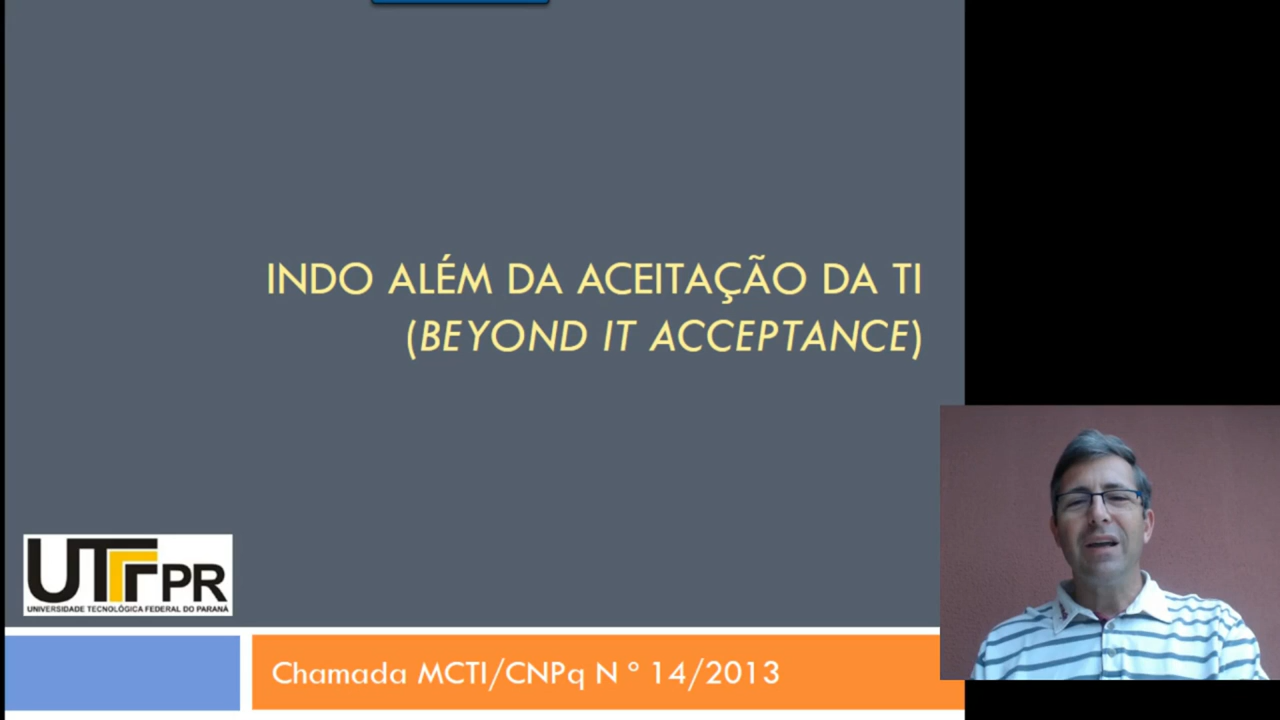 INDO ALÉM DA ACEITAÇÃO DA TI
(BEYOND IT ACCEPTANCE)
UTFPR
UNIVERSIDADE TECNOLÓGICA FEDERAL DO PARANÁ
Chamada MCTI/CNPq N º 14/2013